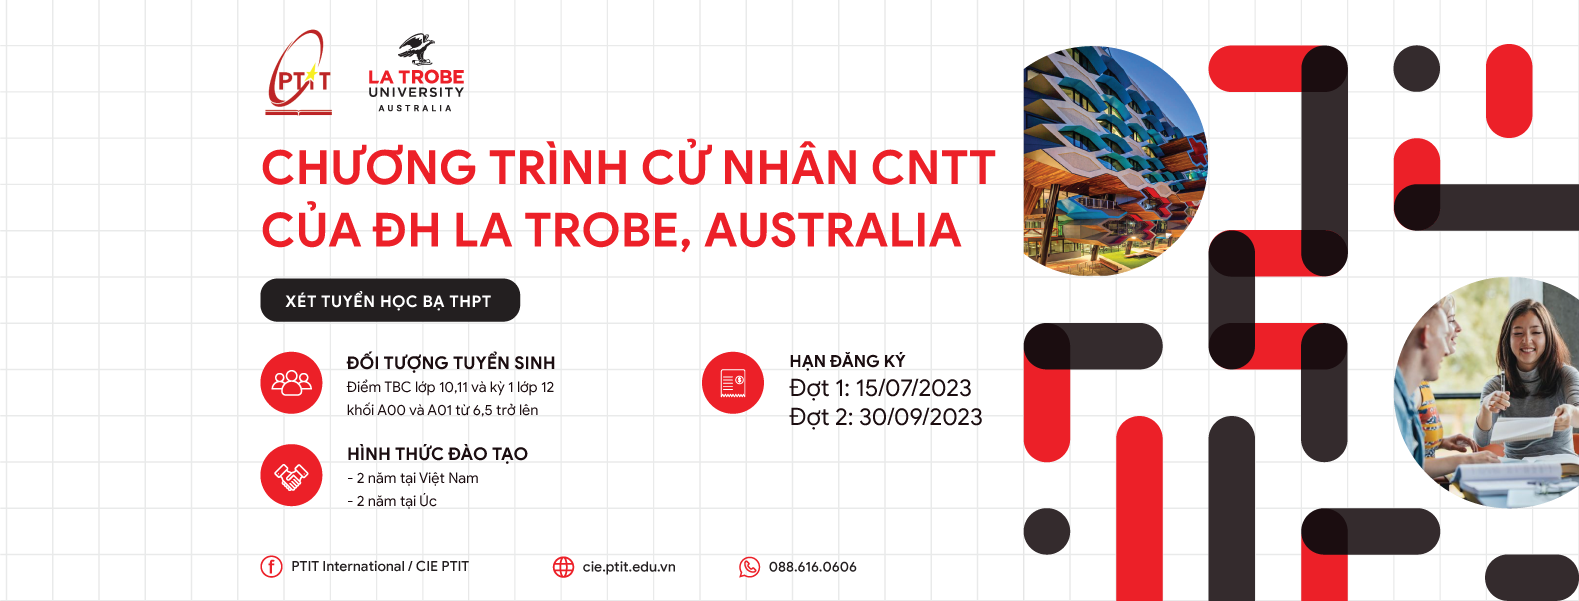 PTIT
LA TROBE
UNIVERSITY
AUSTRALIA
CHƯƠNG TRÌNH CỬ NHÂN CNTT
CỦA ĐH LA TROBE, AUSTRALIA
XÉT TUYỂN HỌC BẠ THPT
ĐỐI TƯỢNG TUYỂN SINH
Điểm TBC lớp 10,11 và kỳ 1 lớp 12
khối A00 và A01 từ 6,5 trở lên
HÌNH THỨC ĐÀO TẠO
- 2 năm tại Việt Nam
- 2 năm tại Úc
HẠN ĐĂNG KÝ
Đợt 1: 15/07/2023
Đợt 2: 30/09/2023
PTIT International / CIE PTIT
cie.ptit.edu.vn
088.616.0606